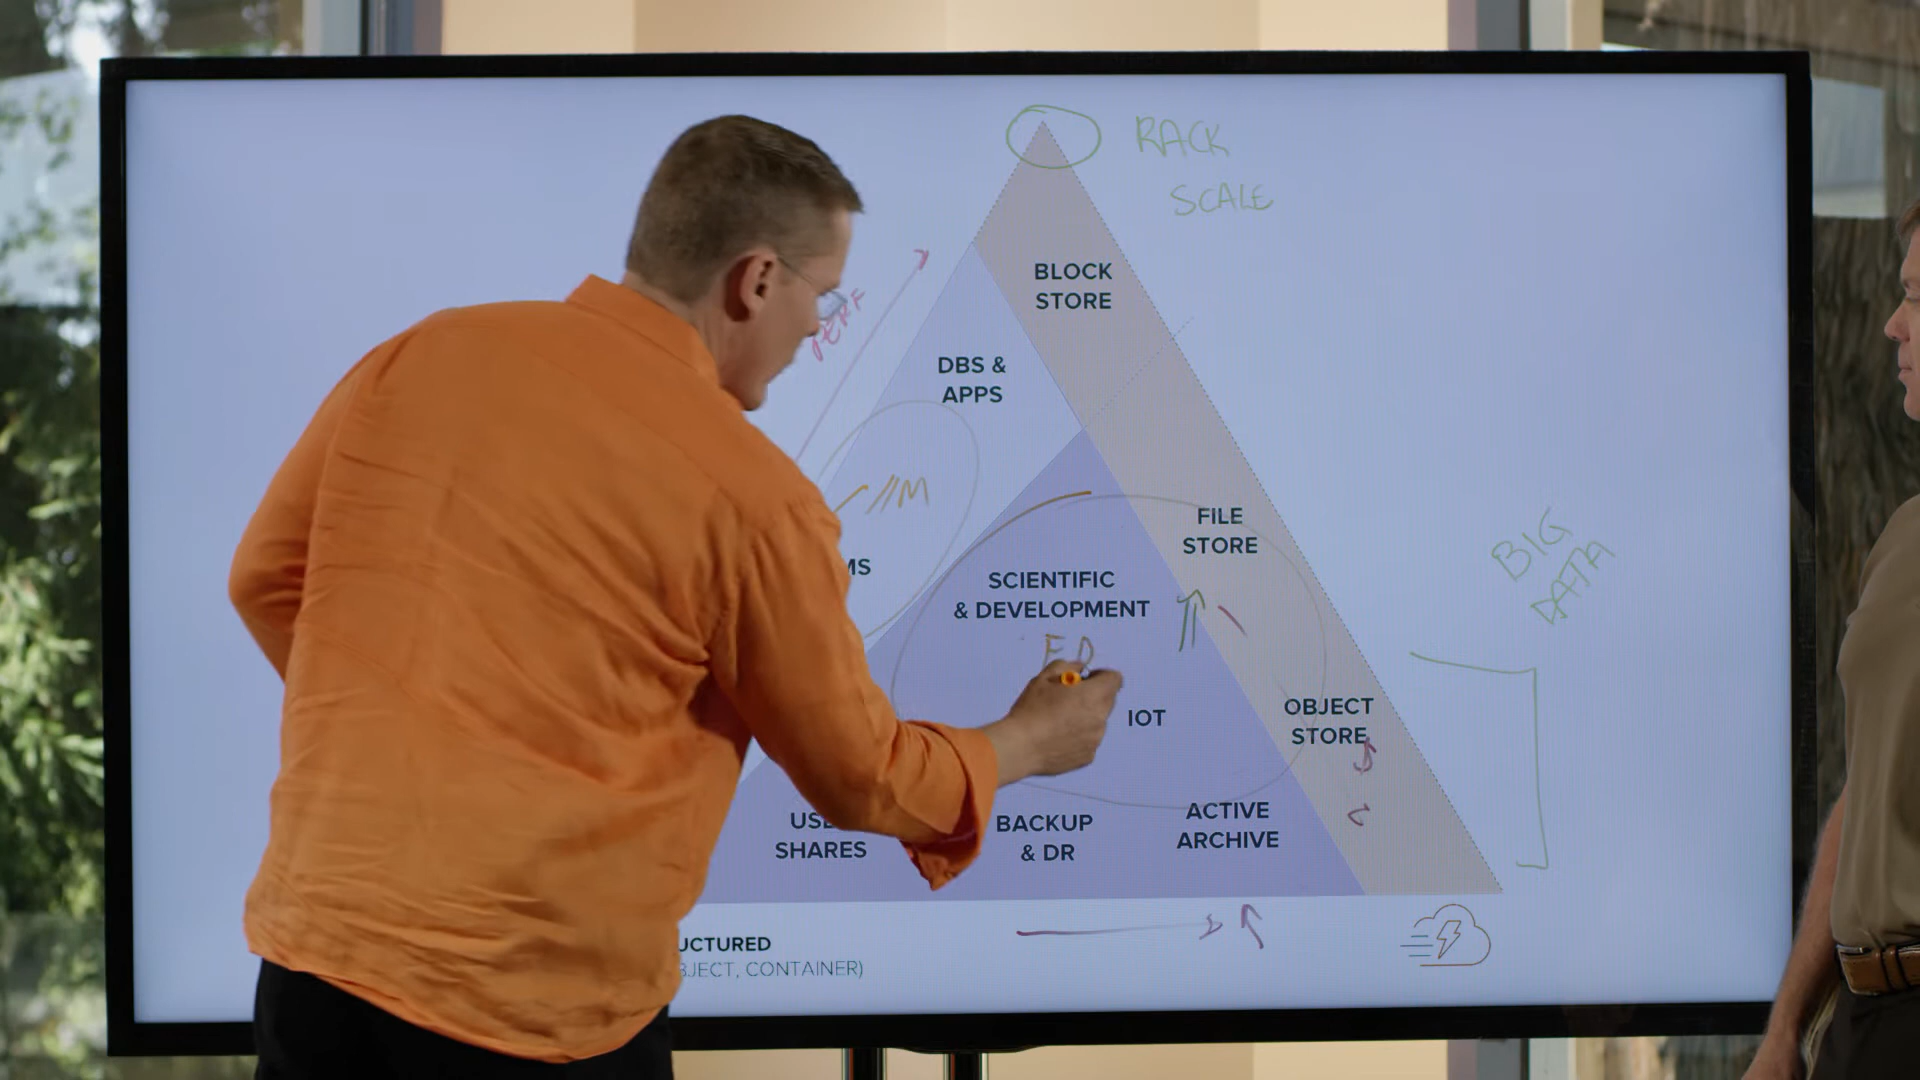 RACK
SCALE
BLOCK
STORE
PERF
DBS &
APPS
//M
FILE
STORE
BIG
DATA
MS
SCIENTIFIC
& DEVELOPMENT
IOT
OBJECT
STORE
USE
SHARES
BACKUP
& DR
ACTIVE
ARCHIVE
UCTURED
BJECT, CONTAINER)